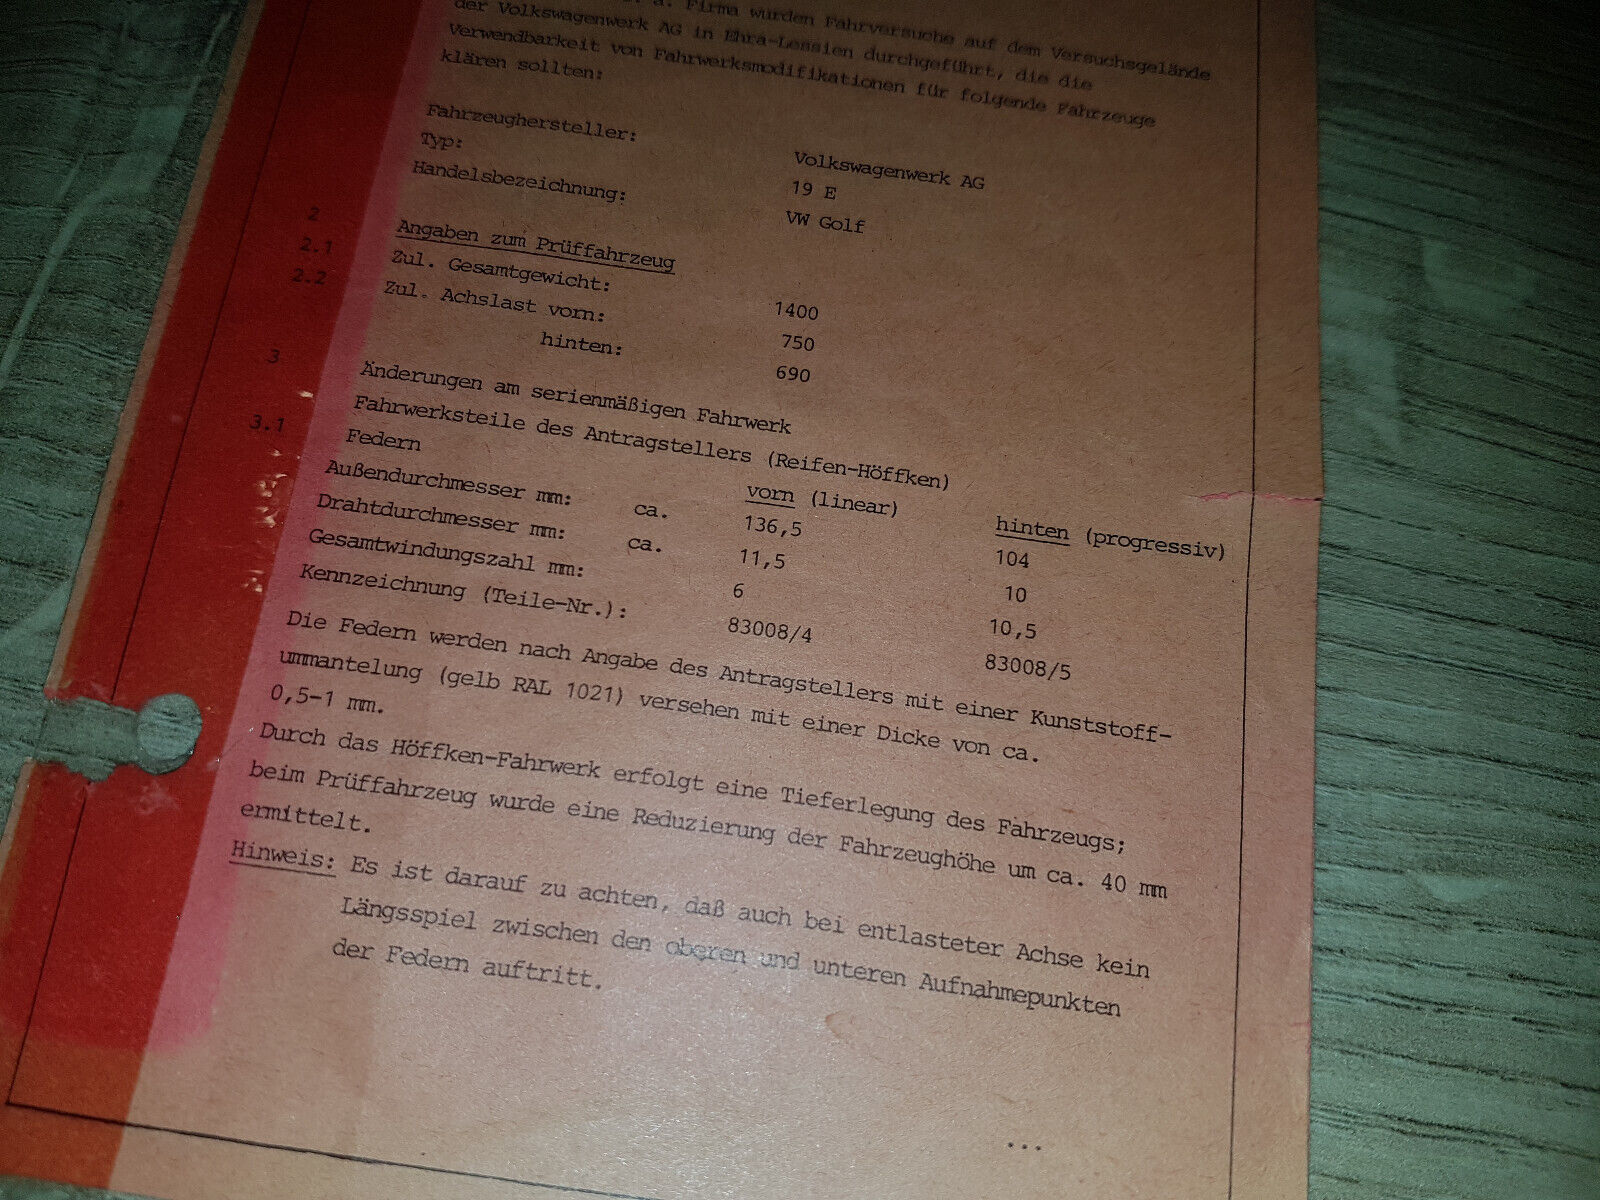 a. Firma wurden Fahrversuche auf dem Versuchsgelände
der Volkswagenwerk AG in Ehra-Lessien durchgeführt, die die
Verwendbarkeit von Fahrwerksmodifikationen für folgende Fahrzeuge
klären sollten:
Fahrzeughersteller: Volkswagenwerk AG
Typ: 19 E
Handelsbezeichnung: VW Golf
2 Angaben zum Prüffahrzeug
2.1 Zul. Gesamtgewicht: 1400
2.2 Zul. Achslast vorn: 750
hinten: 690
3 Änderungen am serienmäßigen Fahrwerk
Fahrwerksteile des Antragstellers (Reifen-Höffken)
3.1 Federn vorn (linear) hinten (progressiv)
Außendurchmesser mm: ca. 136,5 104
Drahtdurchmesser mm: ca. 11,5 10
Gesamtwindungszahl mm: 6 10,5
Kennzeichnung (Teile-Nr.): 83008/4 83008/5
Die Federn werden nach Angabe des Antragstellers mit einer Kunststoff-
ummantelung (gelb RAL 1021) versehen mit einer Dicke von ca.
0,5-1 mm.
Durch das Höffken-Fahrwerk erfolgt eine Tieferlegung des Fahrzeugs;
beim Prüffahrzeug wurde eine Reduzierung der Fahrzeughöhe um ca. 40 mm
ermittelt.
Hinweis: Es ist darauf zu achten, daß auch bei entlasteter Achse kein
Längsspiel zwischen den oberen und unteren Aufnahmepunkten
der Federn auftritt.
...